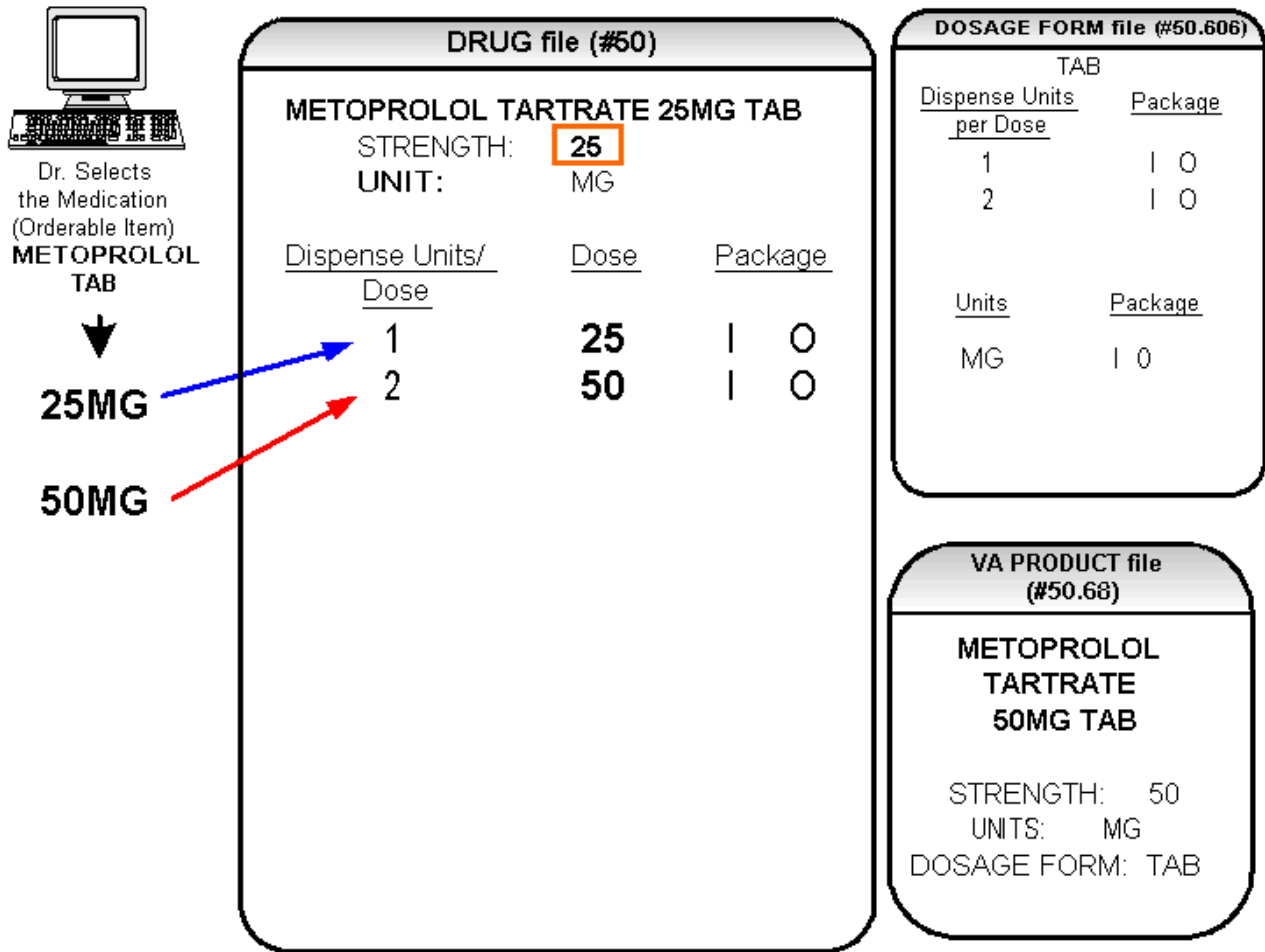 Dr. Selects
the Medication
(Orderable Item)
METOPROLOL
TAB
25MG
50MG
DRUG file (#50)
METOPROLOL TARTRATE 25MG TAB
STRENGTH: 25
UNIT: MG
Dispense Units/ Dose Package
Dose
1 25 I O
2 50 I O
DOSAGE FORM file (#50.606)
TAB
Dispense Units Package
per Dose
1 I O
2 I O
Units Package
MG I 0
VA PRODUCT file
(#50.68)
METOPROLOL
TARTRATE
50MG TAB
STRENGTH: 50
UNITS: MG
DOSAGE FORM: TAB